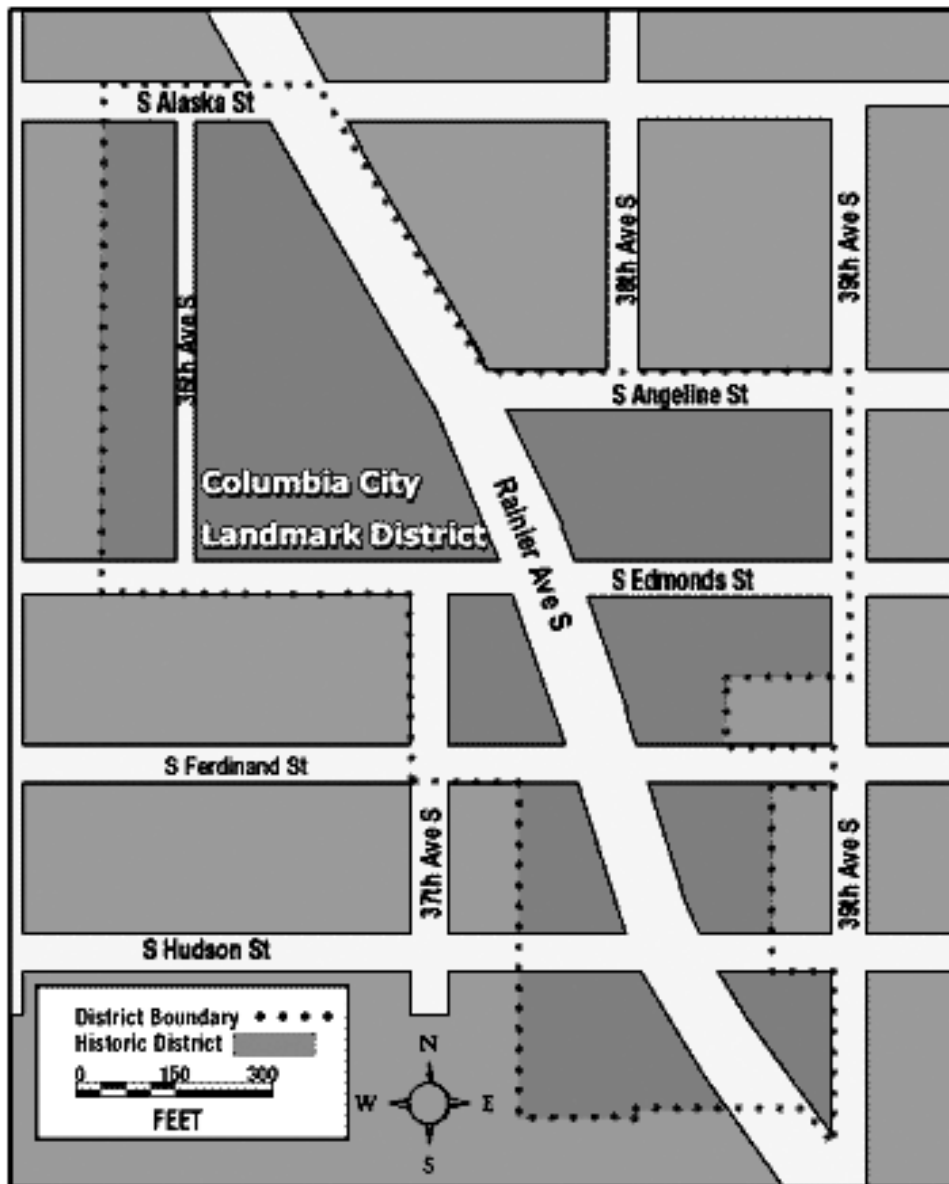 S Alaska St
38th Ave S
39th Ave S
36th Ave S
S Angeline St
Columbia City
Landmark District
Rainier Ave S
S Edmonds St
S Ferdinand St
37th Ave S
39th Ave S
S Hudson St
District Boundary
Historic District
0 150 300
FEET
N
W E
S